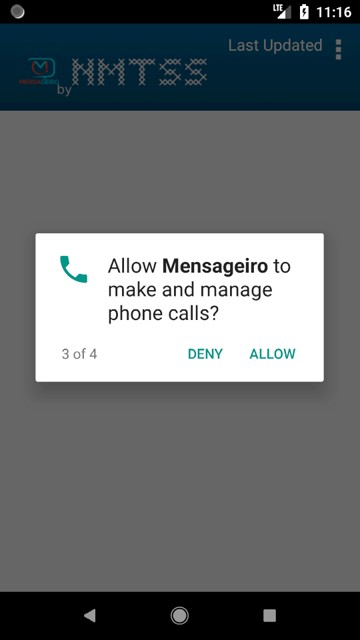 LTE 11:16
Last Updated
MENSAGEIRO
by NMTSS
Allow Mensageiro to
make and manage
phone calls?
3 of 4 DENY ALLOW